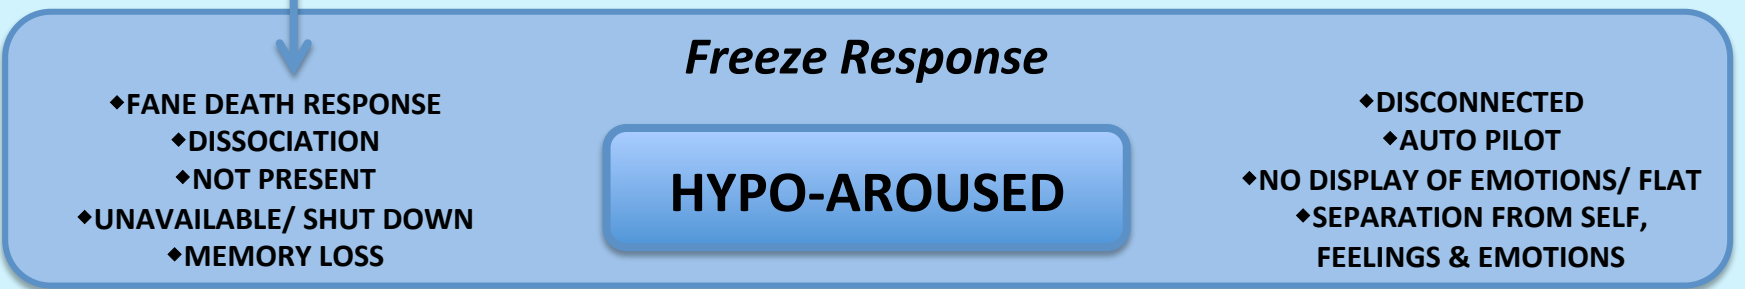 Freeze Response
◆FANE DEATH RESPONSE
◆DISSOCIATION
◆NOT PRESENT
◆UNAVAILABLE/ SHUT DOWN
◆MEMORY LOSS
HYPO-AROUSED
◆DISCONNECTED
◆AUTO PILOT
◆NO DISPLAY OF EMOTIONS/ FLAT
◆SEPARATION FROM SELF,
FEELINGS & EMOTIONS